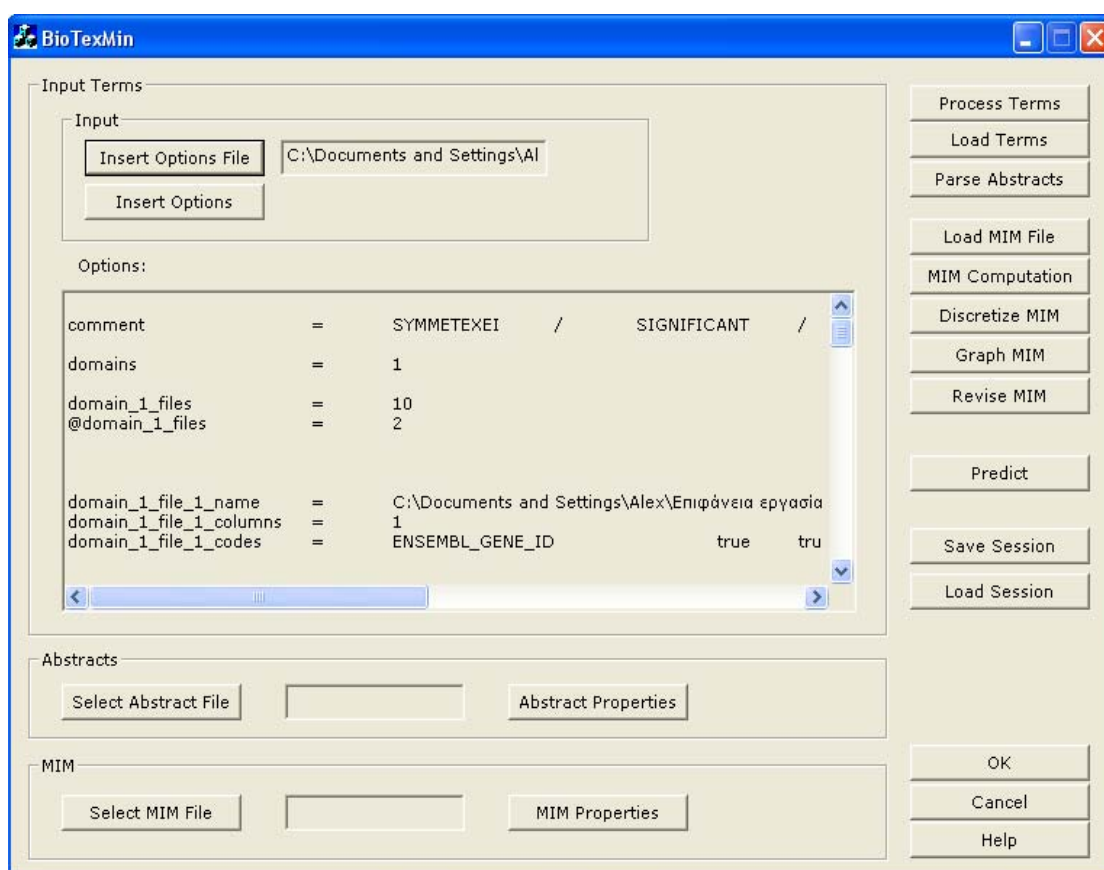 BioTexMin
Input Terms
Input
Insert Options File C:\Documents and Settings\Al
Insert Options
Options:
comment = SYMMETEXEI / SIGNIFICANT /
domains = 1
domain_1_files = 10
@domain_1_files = 2
domain_1_file_1_name = C:\Documents and Settings\Alex\Επιφάνεια εργασία
domain_1_file_1_columns = 1
domain_1_file_1_codes = ENSEMBL_GENE_ID true tru
Abstracts
Select Abstract File Abstract Properties
MIM
Select MIM File MIM Properties
Process Terms
Load Terms
Parse Abstracts
Load MIM File
MIM Computation
Discretize MIM
Graph MIM
Revise MIM
Predict
Save Session
Load Session
OK
Cancel
Help